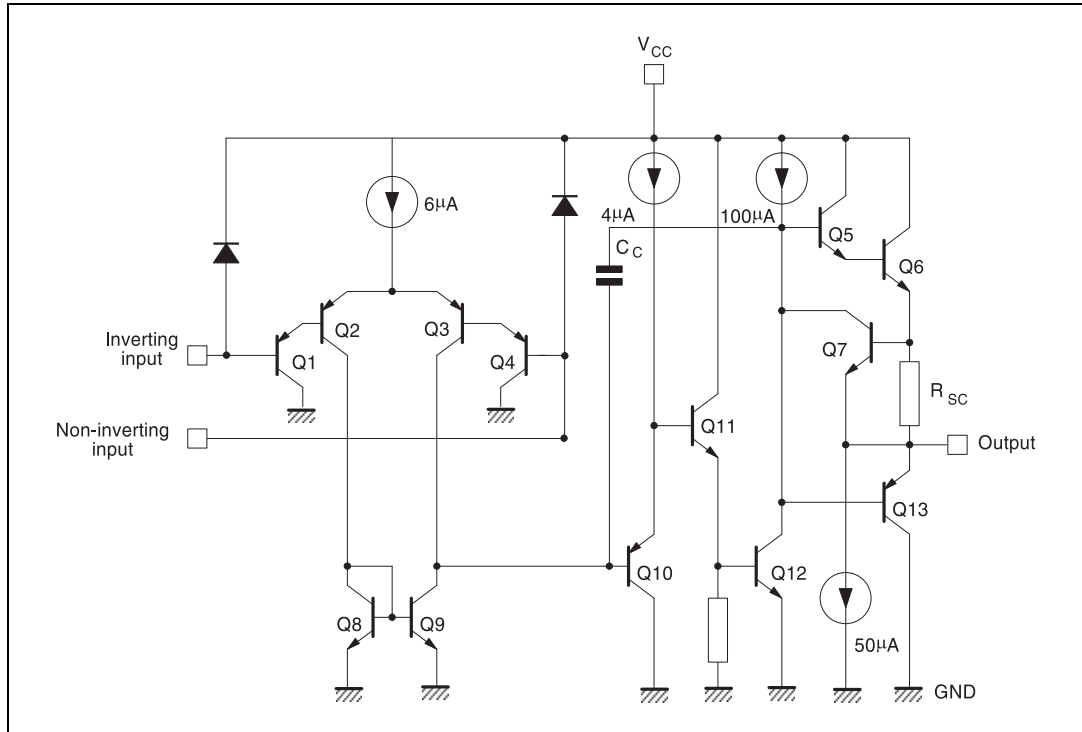 VCC
6µA
4µA
100µA
CC
Q5
Q6
Q2
Q3
Inverting
input
Q1
Q4
Q7
RSC
Non-inverting
input
Q11
Output
Q13
Q10
Q12
Q8
Q9
50µA
GND